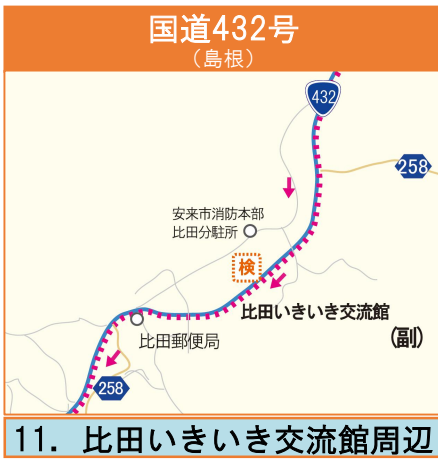 国道432号
（島根）
432
258
安来市消防本部
比田分駐所
検
比田いきいき交流館
（副）
比田郵便局
258
11．比田いきいき交流館周辺